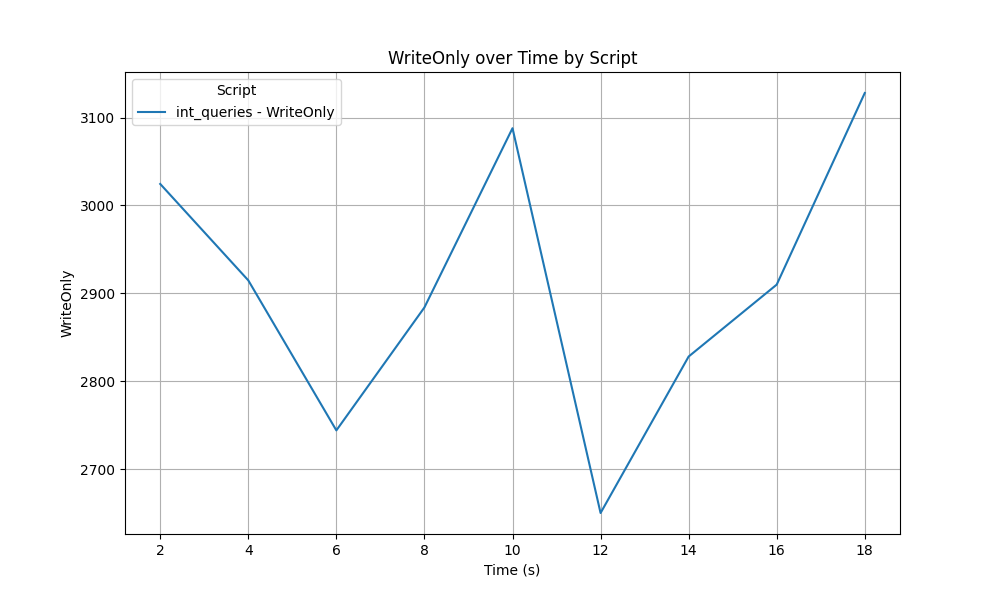 WriteOnly over Time by Script
Script
int_queries - WriteOnly
3100
3000
2900
2800
2700
WriteOnly
2 4 6 8 10 12 14 16 18
Time (s)